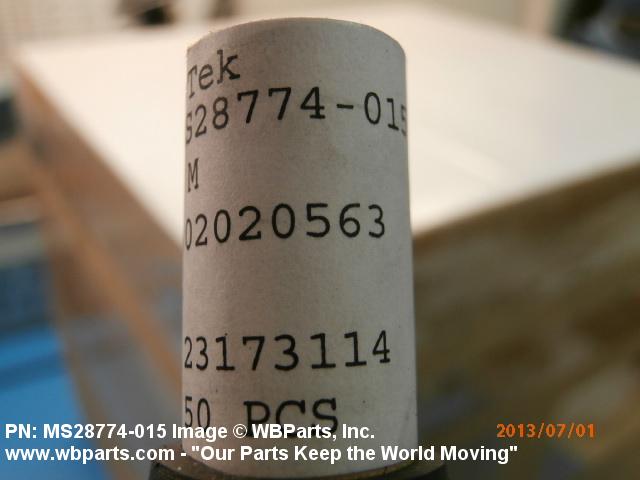 Tek
S28774-015
M
02020563
23173114
50 PCS
PN: MS28774-015 Image © WBParts, Inc.
2013/07/01
www.wbparts.com - "Our Parts Keep the World Moving"